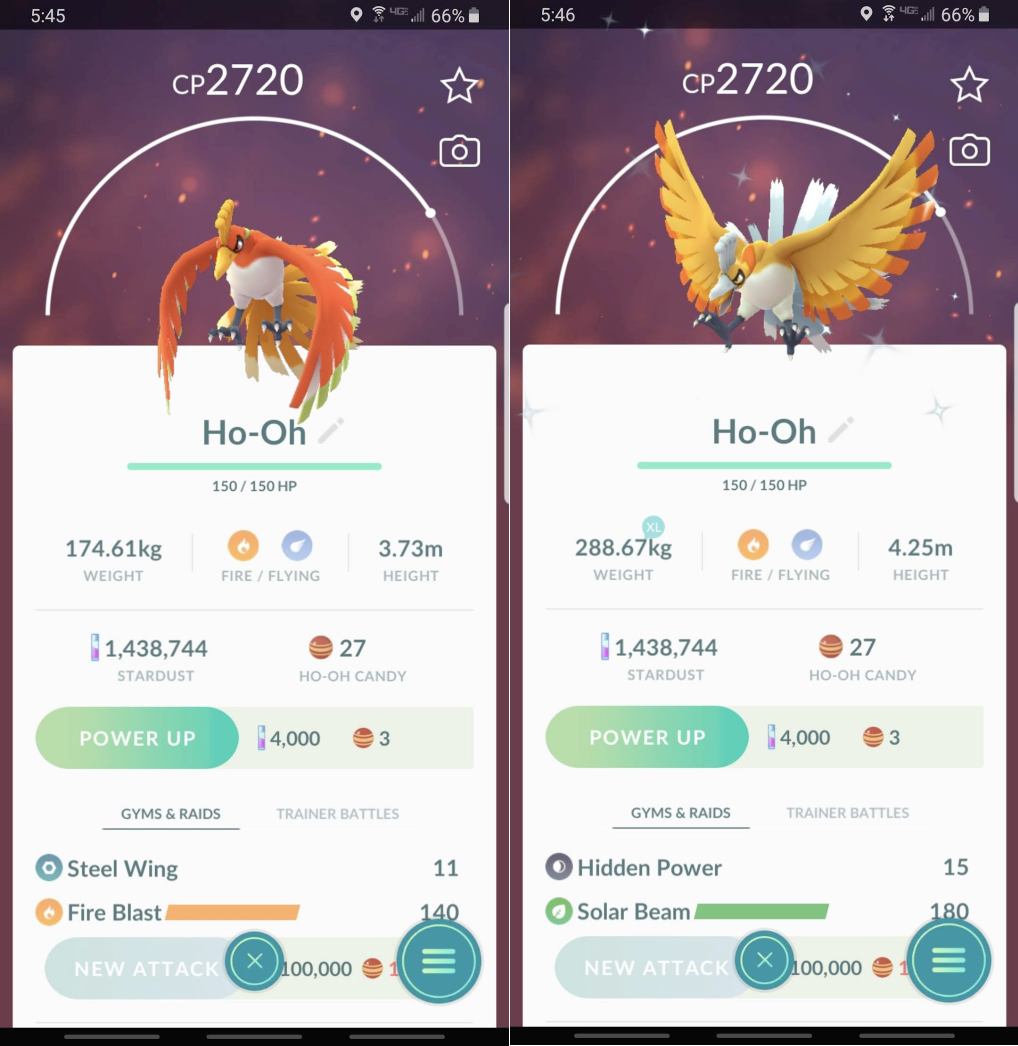 5:45 4G 66%
CP2720
Ho-Oh
150 / 150 HP
174.61kg 3.73m
WEIGHT FIRE / FLYING HEIGHT
1,438,744 27
STARDUST HO-OH CANDY
POWER UP 4,000 3
GYMS & RAIDS TRAINER BATTLES
Steel Wing 11
Fire Blast 140
NEW ATTACK 100,000 1
5:46 4G 66%
CP2720
Ho-Oh
150 / 150 HP
XL
288.67kg 4.25m
WEIGHT FIRE / FLYING HEIGHT
1,438,744 27
STARDUST HO-OH CANDY
POWER UP 4,000 3
GYMS & RAIDS TRAINER BATTLES
Hidden Power 15
Solar Beam 180
NEW ATTACK 100,000 1